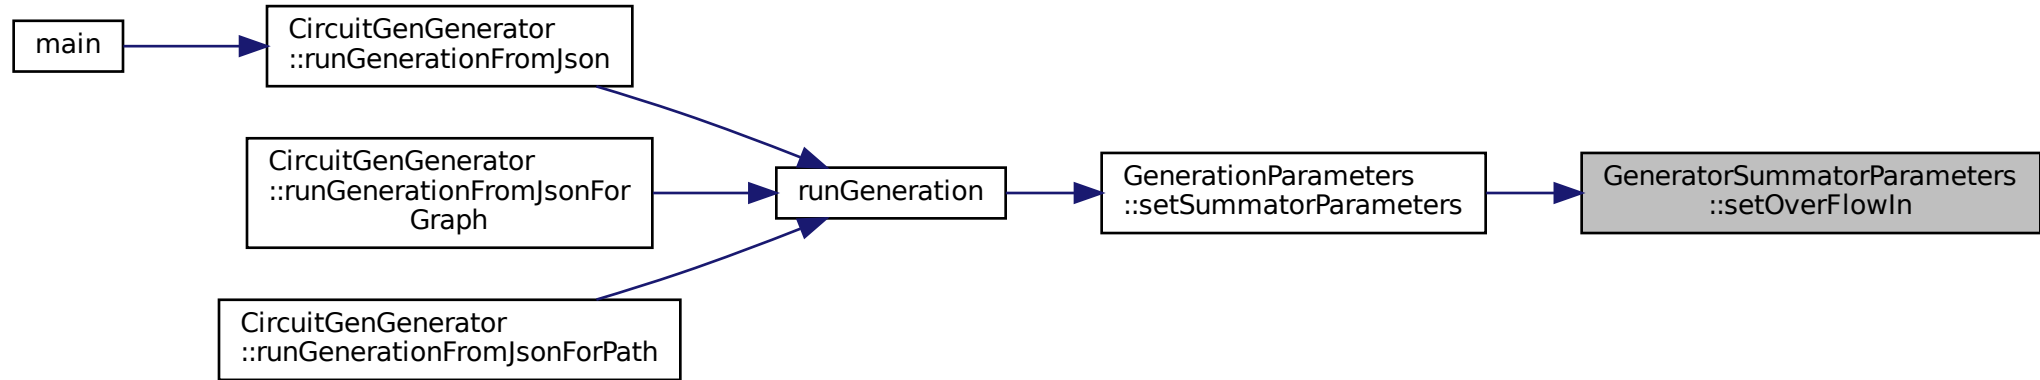 main
CircuitGenGenerator
::runGenerationFromJson
CircuitGenGenerator
::runGenerationFromJsonFor
Graph
CircuitGenGenerator
::runGenerationFromJsonForPath
runGeneration
GenerationParameters
::setSummatorParameters
GeneratorSummatorParameters
::setOverFlowIn